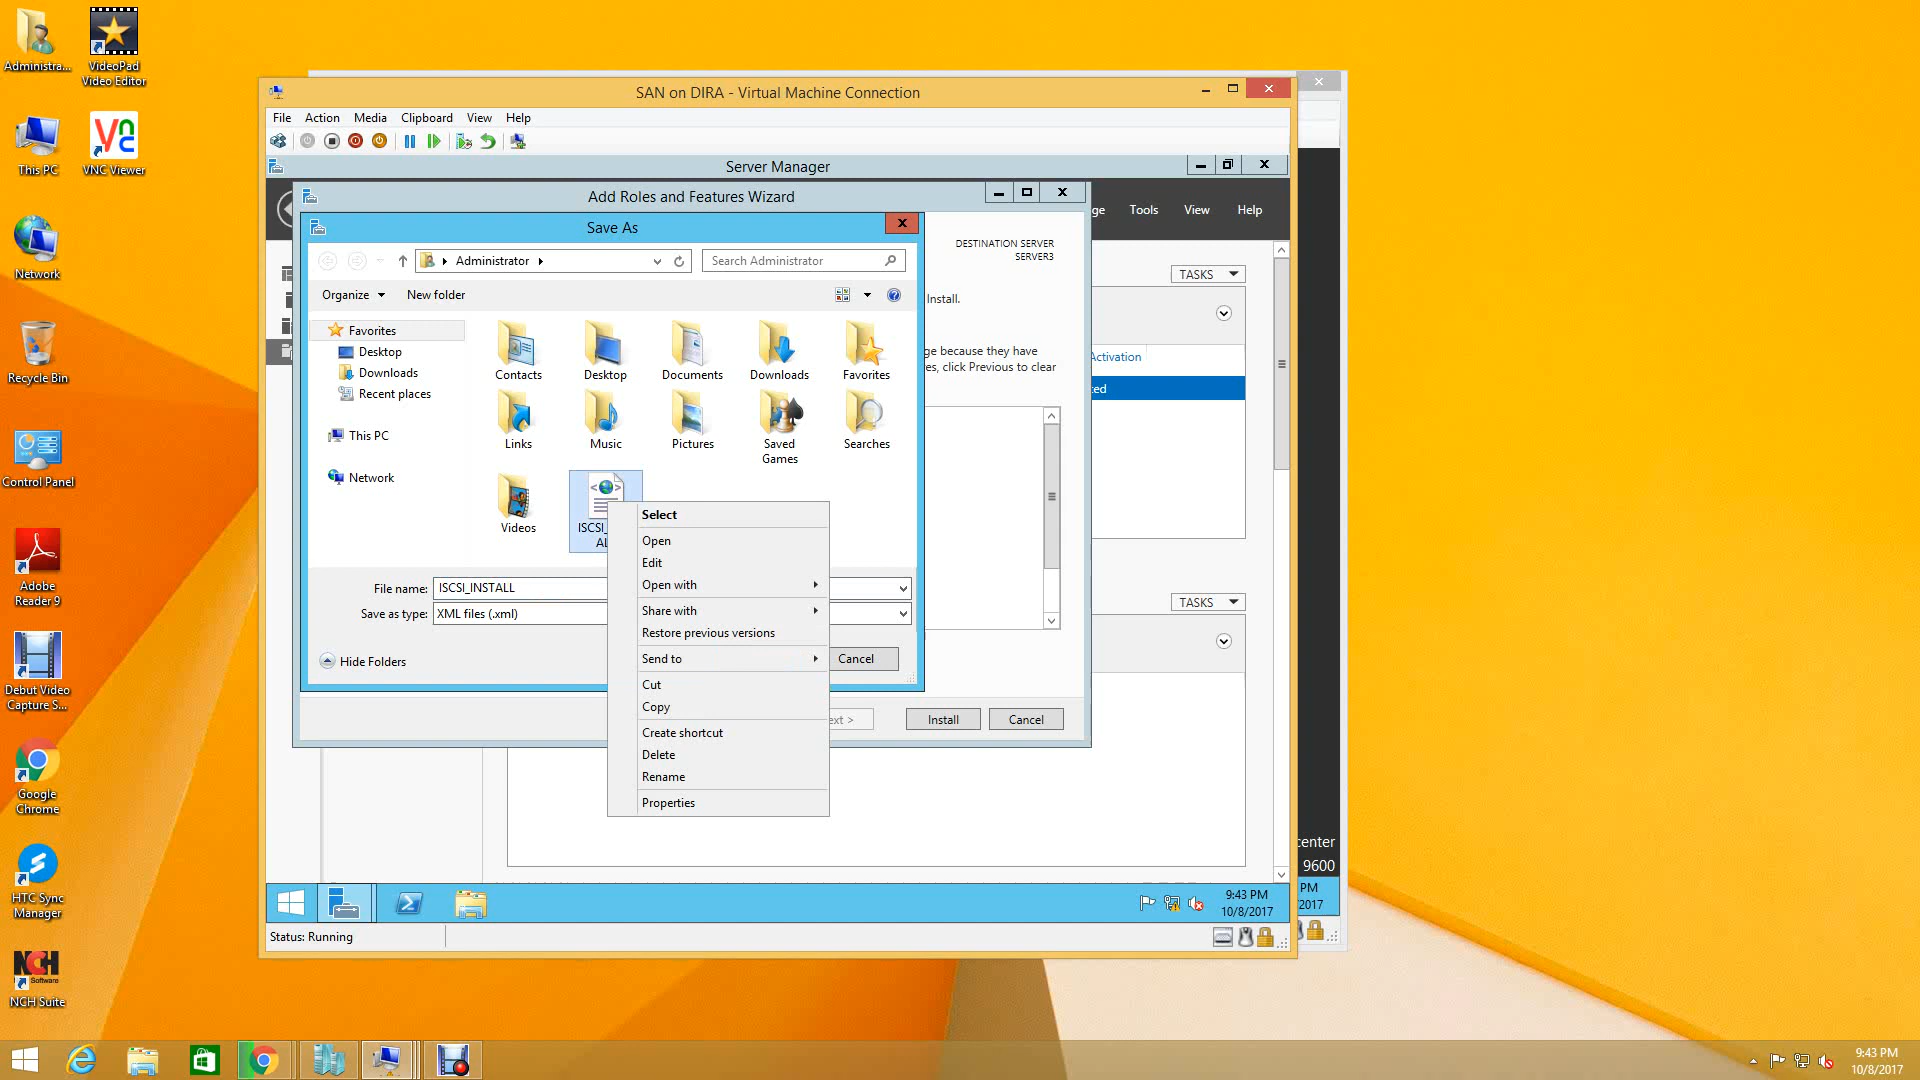 Administra...
VideoPad
Video Editor
This PC
VNC Viewer
Network
Recycle Bin
Control Panel
Adobe
Reader 9
Debut Video
Capture S...
Google
Chrome
HTC Sync
Manager
NCH Suite
SAN on DIRA - Virtual Machine Connection
File Action Media Clipboard View Help
Server Manager
Tools View Help
Add Roles and Features Wizard
DESTINATION SERVER
SERVER3
TASKS
Install.
ge because they have
res, click Previous to clear
Activation
TASKS
Save As
Administrator
Search Administrator
Organize
New folder
Favorites
Desktop
Downloads
Recent places
This PC
Network
Contacts Desktop Documents Downloads Favorites
Links Music Pictures Saved
Games
Searches
Videos
File name: ISCSI_INSTALL
Save as type: XML files (.xml)
Hide Folders
Cancel
Select
Open
Edit
Open with
Share with
Restore previous versions
Send to
Cut
Copy
Create shortcut
Delete
Rename
Properties
ext >
Install
Cancel
center
9600
PM
/2017
9:43 PM
10/8/2017
Status: Running
9:43 PM
10/8/2017